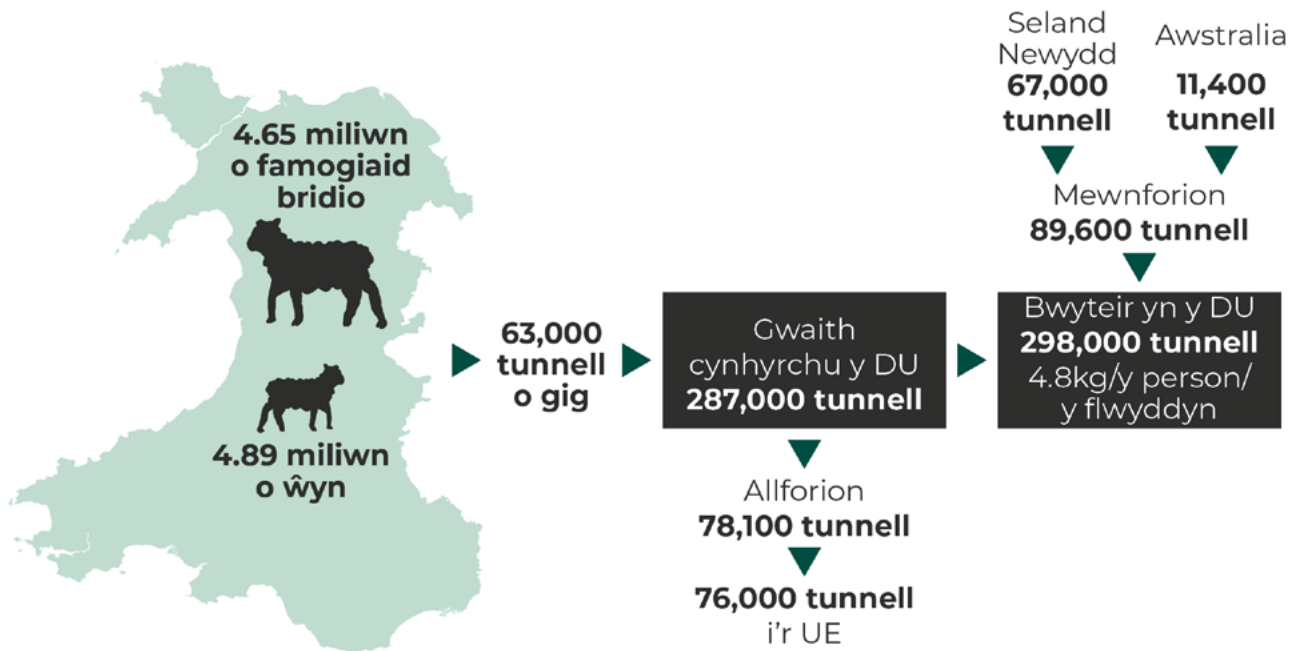 4.65 miliwn
o famogiaid
bridio
4.89 miliwn
o ŵyn
63,000
tunnell
o gig
Gwaith
cynhyrchu y DU
287,000 tunnell
Allforion
78,100 tunnell
76,000 tunnell
i'r UE
Seland
Newydd
67,000
tunnell
Awstralia
11,400
tunnell
Mewnforion
89,600 tunnell
Bwyteir yn y DU
298,000 tunnell
4.8kg/y person/
y flwyddyn